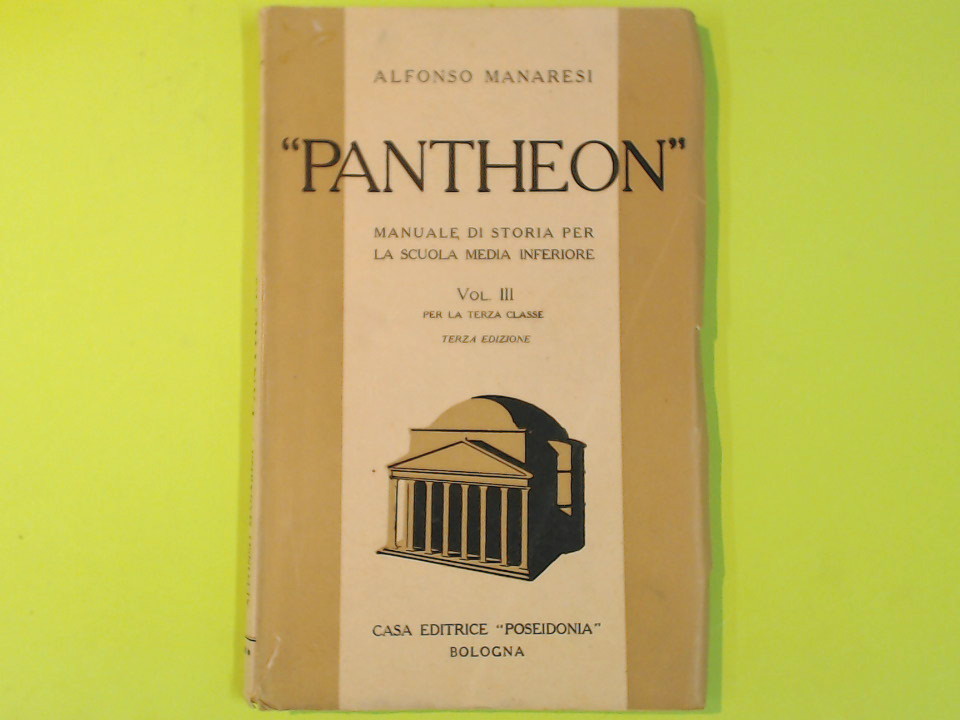 ALFONSO MANARESI
"PANTHEON"
MANUALE DI STORIA PER
LA SCUOLA MEDIA INFERIORE
VOL. III
PER LA TERZA CLASSE
TERZA EDIZIONE
CASA EDITRICE "POSEIDONIA"
BOLOGNA